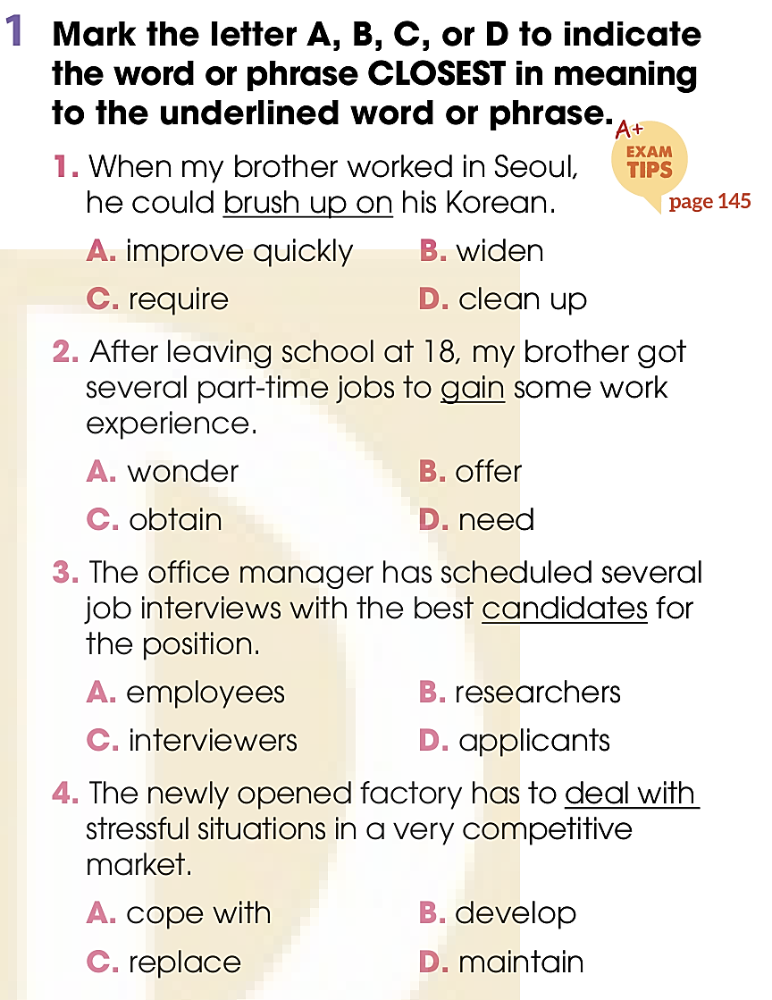 1 Mark the letter A, B, C, or D to indicate
the word or phrase CLOSEST in meaning
to the underlined word or phrase.
A+
EXAM
TIPS
page 145
1. When my brother worked in Seoul,
he could brush up on his Korean.
A. improve quickly B. widen
C. require D. clean up
2. After leaving school at 18, my brother got
several part-time jobs to gain some work
experience.
A. wonder B. offer
C. obtain D. need
3. The office manager has scheduled several
job interviews with the best candidates for
the position.
A. employees B. researchers
C. interviewers D. applicants
4. The newly opened factory has to deal with
stressful situations in a very competitive
market.
A. cope with B. develop
C. replace D. maintain